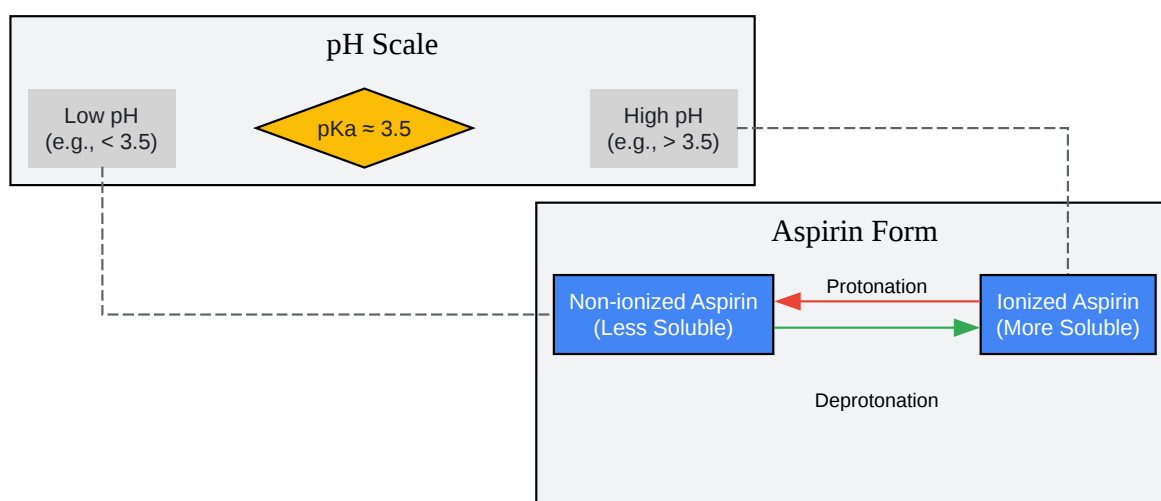 pH Scale
Low pH
(e.g., < 3.5)
pKa ≈ 3.5
High pH
(e.g., > 3.5)
Aspirin Form
Non-ionized Aspirin
(Less Soluble)
Protonation
Ionized Aspirin
(More Soluble)
Deprotonation